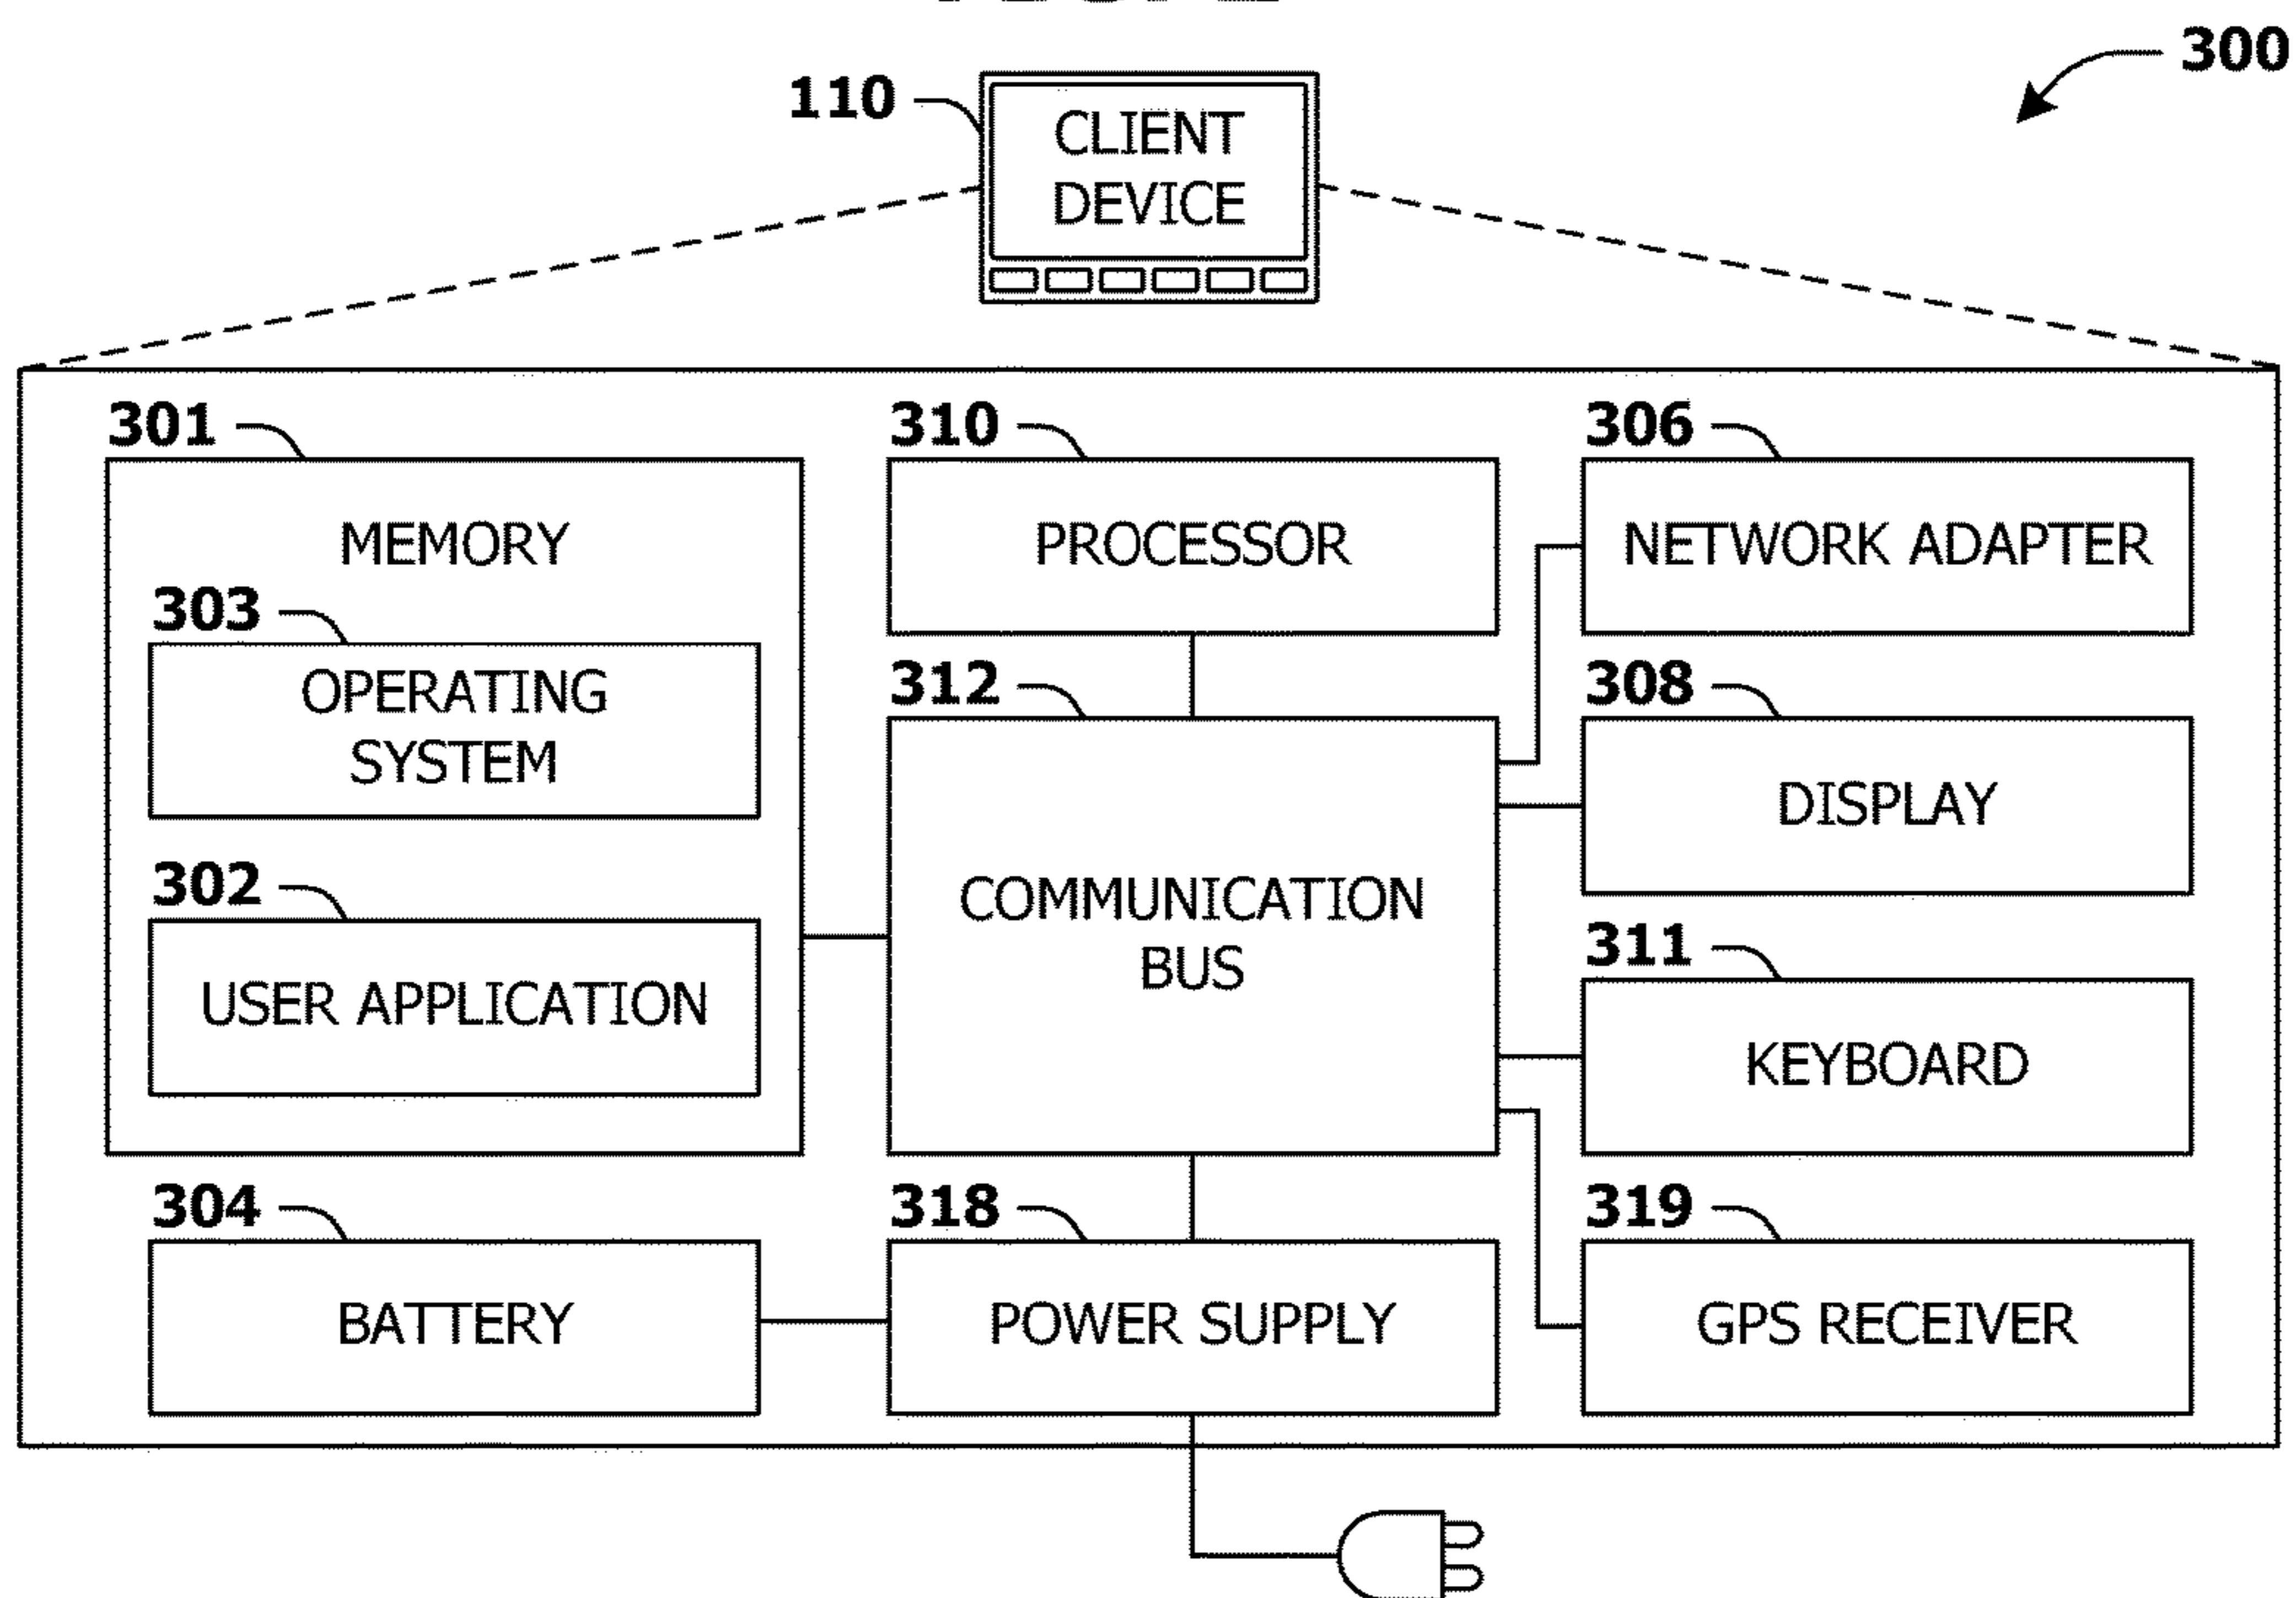 300
110
CLIENT
DEVICE
301
310
306
MEMORY
PROCESSOR
NETWORK ADAPTER
303
312
308
OPERATING
SYSTEM
DISPLAY
302
COMMUNICATION
BUS
311
USER APPLICATION
KEYBOARD
304
318
319
BATTERY
POWER SUPPLY
GPS RECEIVER